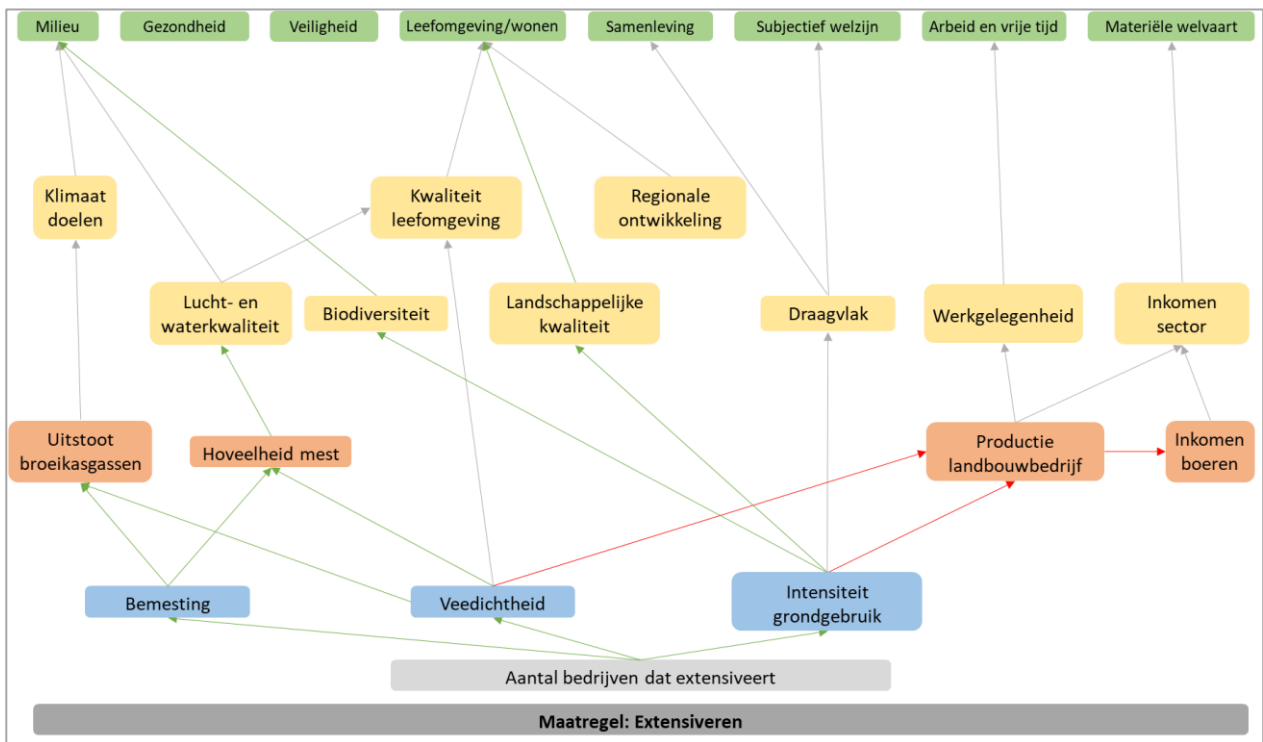 Milieu
Gezondheid
Veiligheid
Leefomgeving/wonen
Samenleving
Subjectief welzijn
Arbeid en vrije tijd
Materiële welvaart
Klimaat
doelen
Kwaliteit
leefomgeving
Regionale
ontwikkeling
Lucht- en
waterkwaliteit
Biodiversiteit
Landschappelijke
kwaliteit
Draagvlak
Werkgelegenheid
Inkomen
sector
Uitstoot
broeikasgassen
Hoveelheid mest
Productie
landbouwbedrijf
Inkomen
boeren
Bemesting
Veedichtheid
Intensiteit
grondgebruik
Aantal bedrijven dat extensiveert
Maatregel: Extensiveren